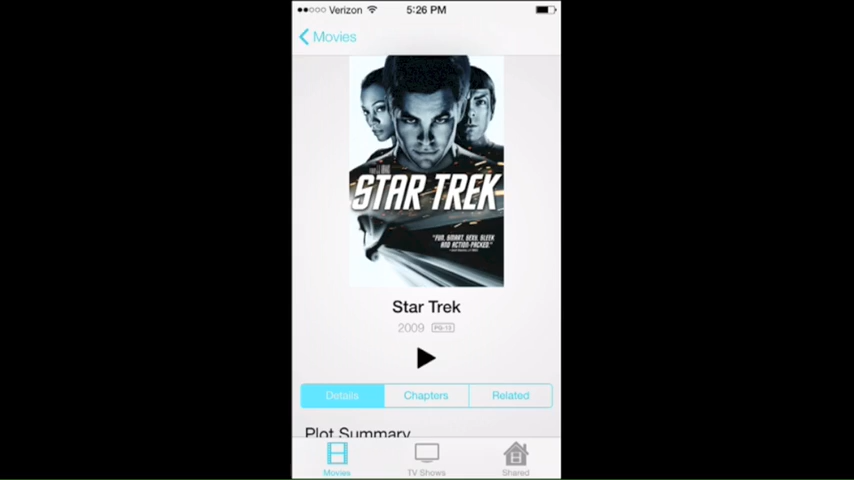 Verizon 5:26 PM
Movies
STAR TREK
"FUN, SMART, SEXY, SLEEK
AND ACTION-PACKED."
Star Trek
2009 PG-13
Details Chapters Related
Plot Summary
Movies TV Shows Shared